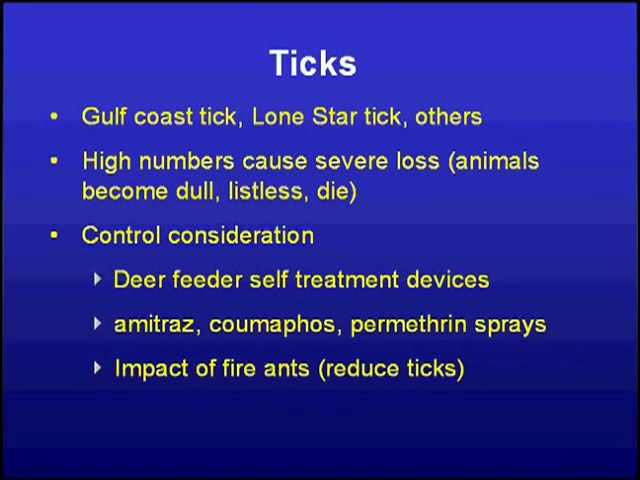 Ticks
• Gulf coast tick, Lone Star tick, others
• High numbers cause severe loss (animals
become dull, listless, die)
• Control consideration
Deer feeder self treatment devices
amitraz, coumaphos, permethrin sprays
Impact of fire ants (reduce ticks)